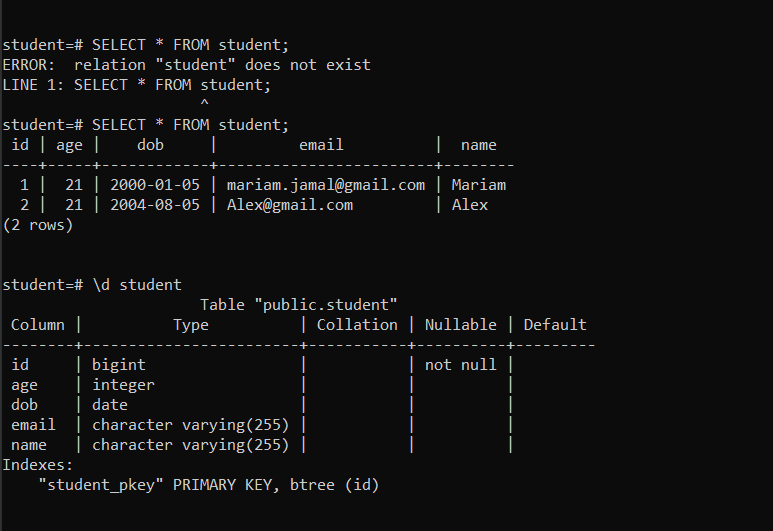 student=# SELECT * FROM student;
ERROR:  relation "student" does not exist
LINE 1: SELECT * FROM student;
                      ^
student=# SELECT * FROM student;
 id | age |    dob     |         email          |  name
----+-----+------------+------------------------+--------
  1 |  21 | 2000-01-05 | mariam.jamal@gmail.com | Mariam
  2 |  21 | 2004-08-05 | Alex@gmail.com         | Alex
(2 rows)
student=# \d student
                      Table "public.student"
 Column |          Type          | Collation | Nullable | Default
--------+------------------------+-----------+----------+---------
 id     | bigint                 |           | not null |
 age    | integer                |           |          |
 dob    | date                   |           |          |
 email  | character varying(255) |           |          |
 name   | character varying(255) |           |          |
Indexes:
    "student_pkey" PRIMARY KEY, btree (id)